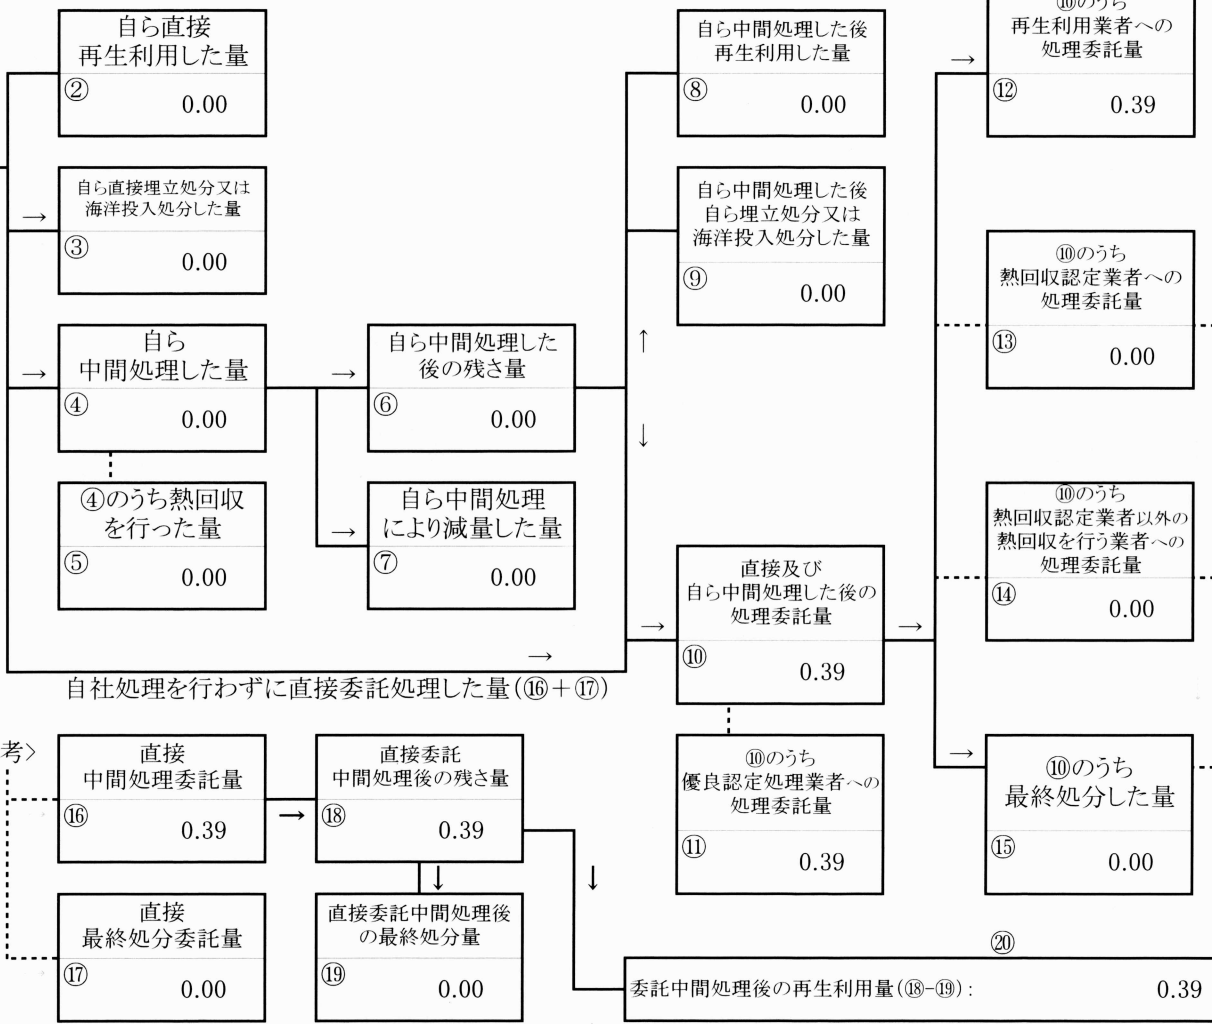 自ら直接
再生利用した量
②
0.00
自ら直接埋立処分又は
海洋投入処分した量
→
③
0.00
自ら
中間処理した量
→
④
0.00
④のうち熱回収
を行った量
⑤
0.00
自ら中間処理した
後の残さ量
→
⑥
0.00
自ら中間処理
により減量した量
→
⑦
0.00
自ら中間処理した後
再生利用した量
⑧
0.00
自ら中間処理した後
自ら埋立処分又は
海洋投入処分した量
⑨
0.00
↑
↓
直接及び
自ら中間処理した後の
処理委託量
→
⑩
0.39
→
⑩のうち
優良認定処理業者への
処理委託量
⑪
0.39
⑩のうち
再生利用業者への
処理委託量
→
⑫
0.39
⑩のうち
熱回収認定業者への
処理委託量
⑬
0.00
⑩のうち
熱回収認定業者以外の
熱回収を行う業者への
処理委託量
⑭
0.00
⑩のうち
最終処分した量
→
⑮
0.00
→
自社処理を行わずに直接委託処理した量(⑯+⑰)
考>
直接
中間処理委託量
⑯
0.39
→
直接委託
中間処理後の残さ量
⑱
0.39
↓
↓
直接
最終処分委託量
⑰
0.00
直接委託中間処理後
の最終処分量
⑲
0.00
⑳
委託中間処理後の再生利用量(⑱-⑲): 0.39